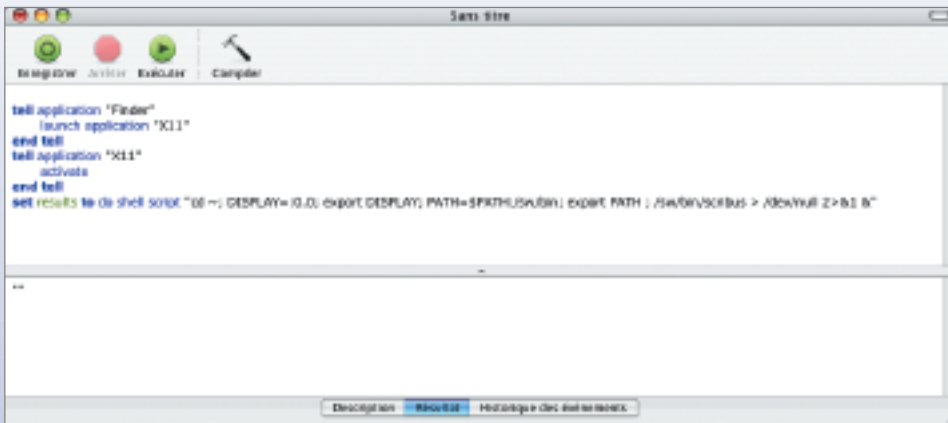 Sans titre
Enregistrer Arrêter Exécuter Compiler
tell application "Finder"
launch application "X11"
end tell
tell application "X11"
activate
end tell
set results to do shell script "cd ~; DISPLAY=:0.0; export DISPLAY; PATH=$PATH:/sw/bin; export PATH ; /sw/bin/scribus > /dev/null 2>&1 &"
""
Description Résultat Historique des événements